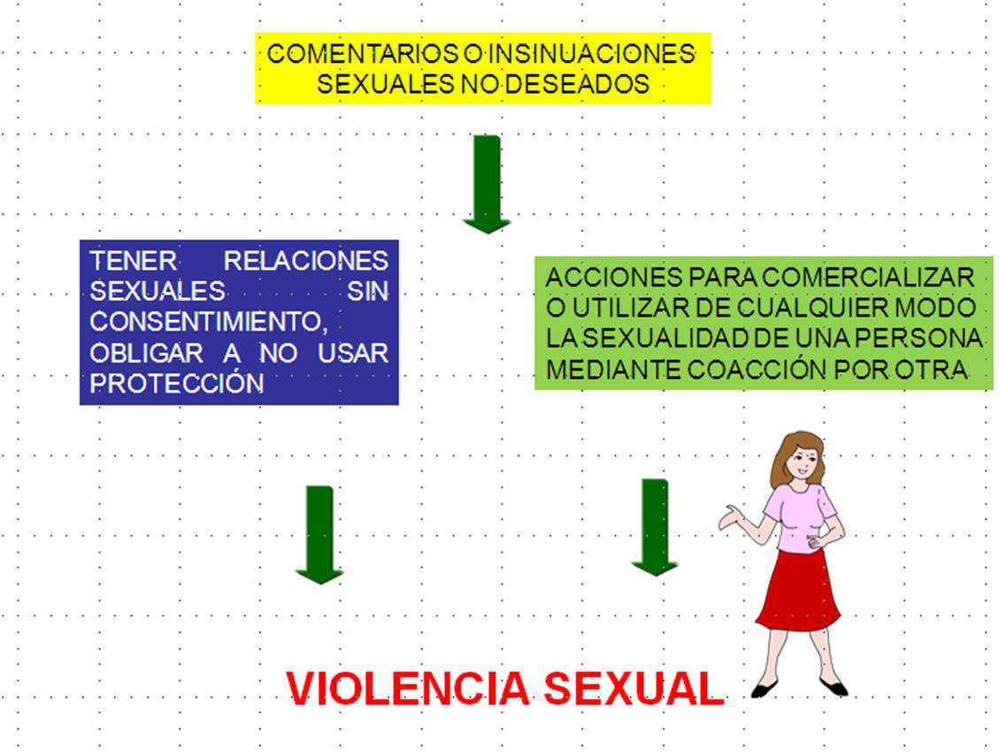 COMENTARIOS O INSINUACIONES
SEXUALES NO DESEADOS
TENER RELACIONES
SEXUALES SIN
CONSENTIMIENTO,
OBLIGAR A NO USAR
PROTECCIÓN
ACCIONES PARA COMERCIALIZAR
O UTILIZAR DE CUALQUIER MODO
LA SEXUALIDAD DE UNA PERSONA
MEDIANTE COACCIÓN POR OTRA
VIOLENCIA SEXUAL